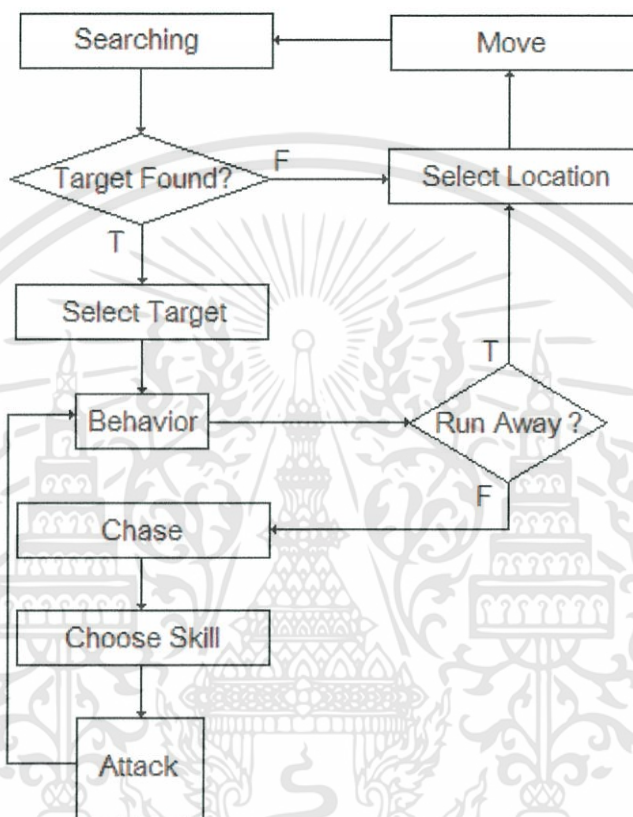 Searching
Move
Target Found?
F
Select Location
T
Select Target
T
Behavior
Run Away ?
F
Chase
Choose Skill
Attack